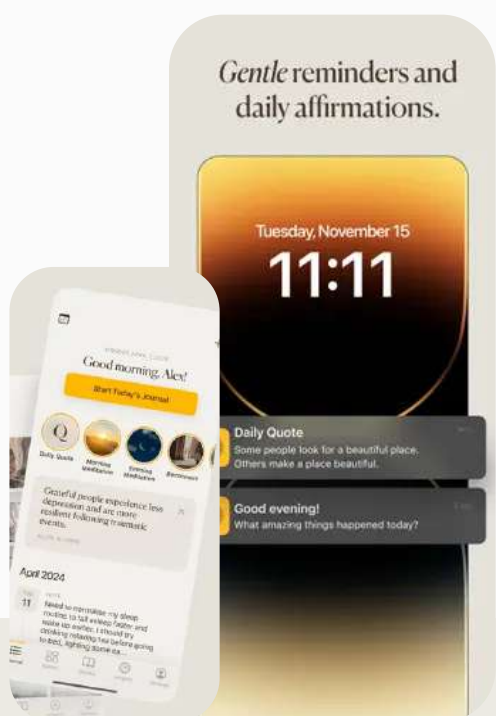 Gentle reminders and
daily affirmations.
Tuesday, November 15
11:11
Daily Quote
Some people look for a beautiful place.
Others make a place beautiful.
Good evening!
What amazing things happened today?
Good morning, Alex!
Start Today's Journal
Q
Daily Quote
Morning
Meditation
Evening
Meditation
Grateful people experience less
depression and are more
resilient following traumatic
events.
April 2024
11
Need to normalise my sleep
routine to fall asleep faster and
wake up earlier. I should try
drinking relaxing tea before going
to bed, lighting some